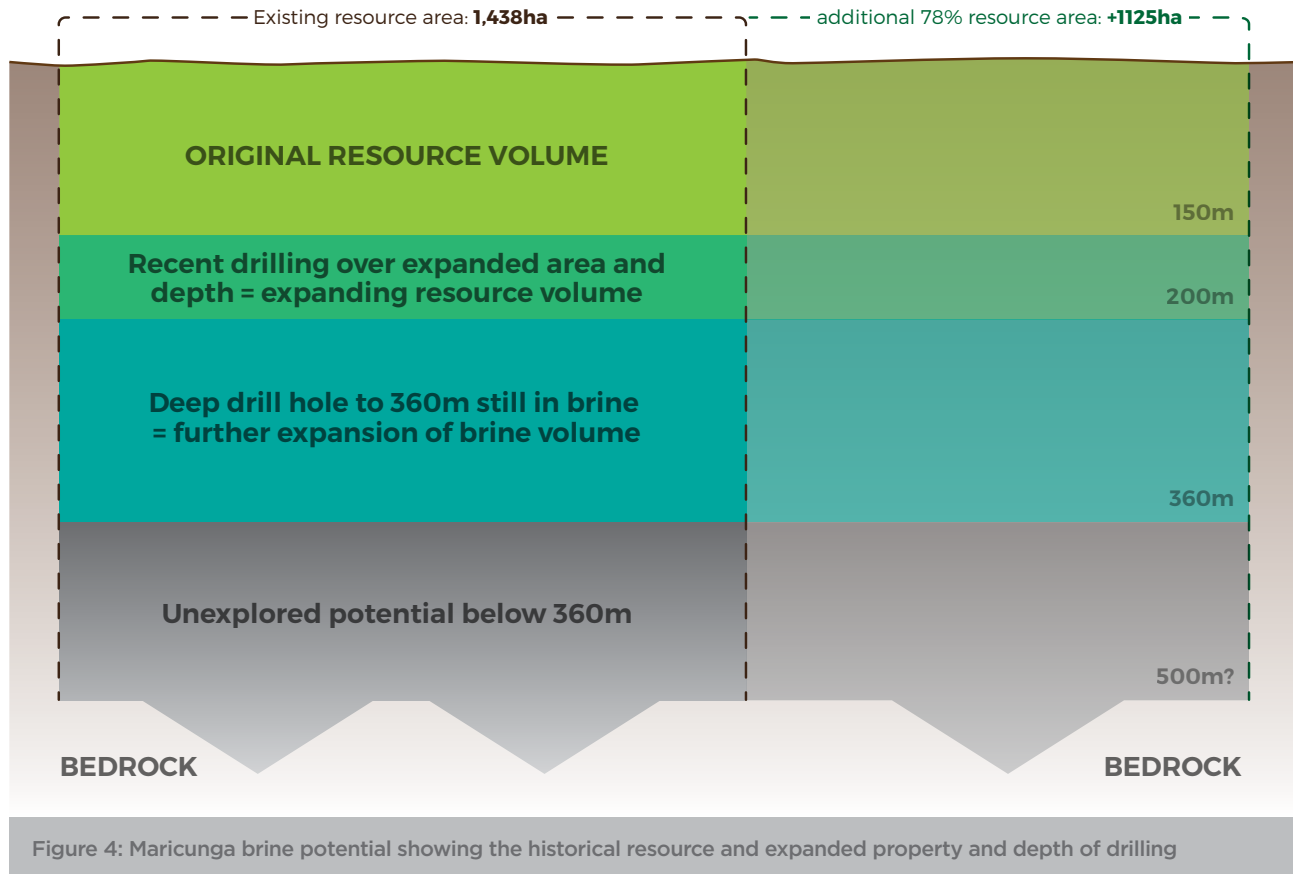 Existing resource area: 1,438ha
additional 78% resource area: +1125ha
ORIGINAL RESOURCE VOLUME
150m
Recent drilling over expanded area and
depth = expanding resource volume
200m
Deep drill hole to 360m still in brine
= further expansion of brine volume
360m
Unexplored potential below 360m
500m?
BEDROCK
BEDROCK
Figure 4: Maricunga brine potential showing the historical resource and expanded property and depth of drilling